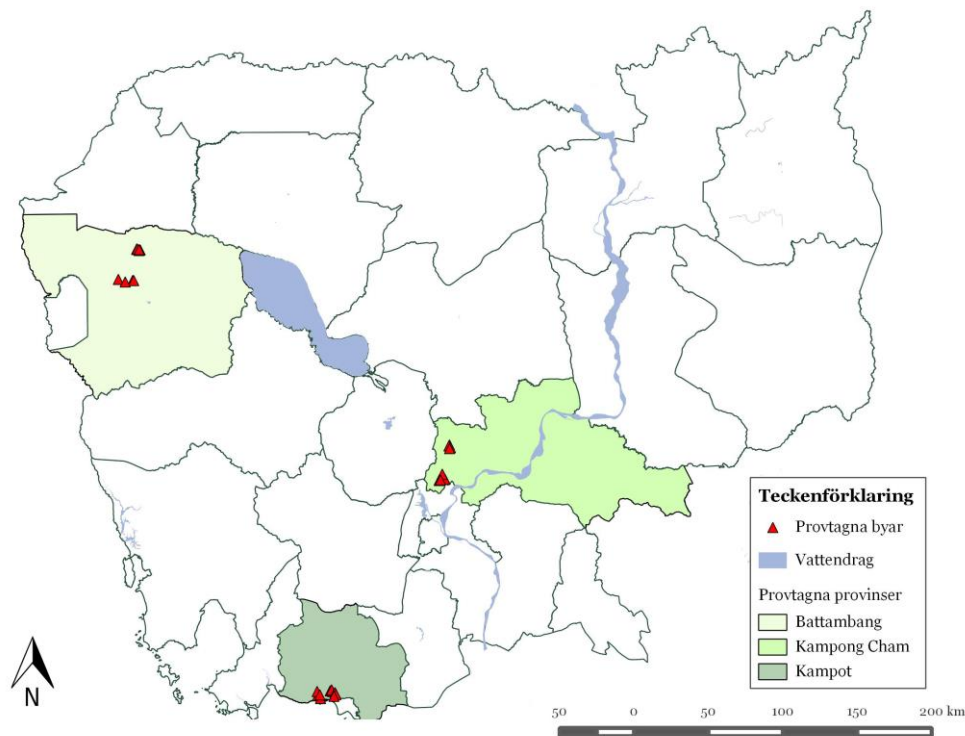 Teckenförklaring
Provtagna byar
Vattendrag
Provtagna provinser
Battambang
Kampong Cham
Kampot
N
50 0 50 100 150 200 km